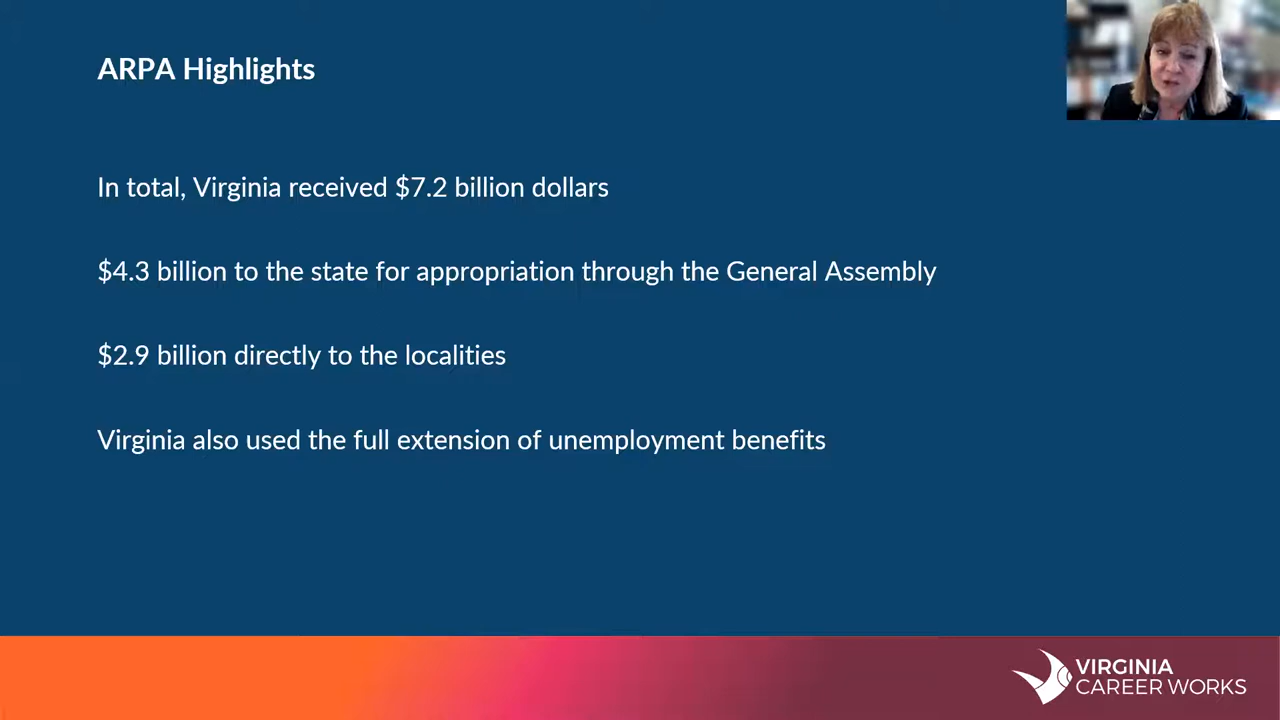 ARPA Highlights
In total, Virginia received $7.2 billion dollars
$4.3 billion to the state for appropriation through the General Assembly
$2.9 billion directly to the localities
Virginia also used the full extension of unemployment benefits
VIRGINIA
CAREER WORKS